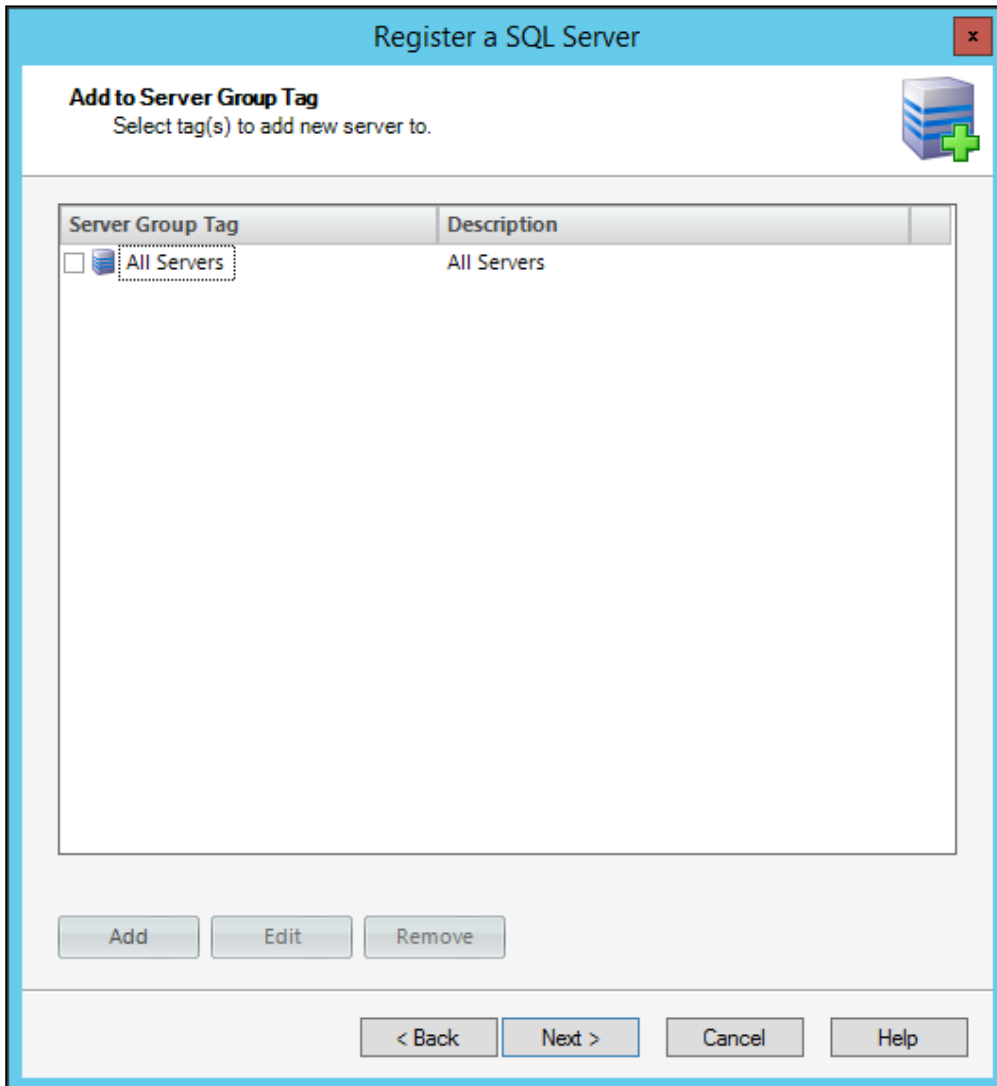 Register a SQL Server
x
Add to Server Group Tag
Select tag(s) to add new server to.
Server Group Tag Description
All Servers All Servers
Add Edit Remove
< Back Next > Cancel Help